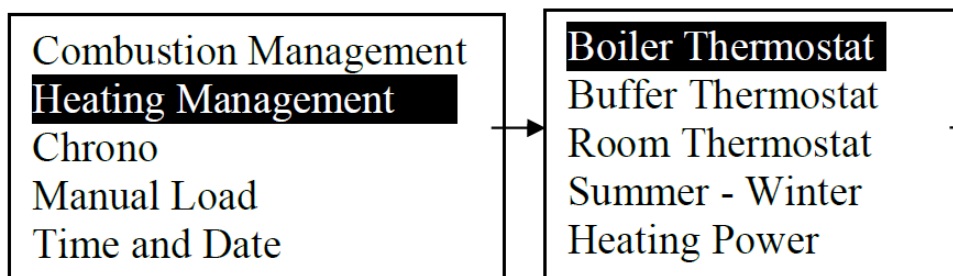 Combustion Management
Heating Management
Chrono
Manual Load
Time and Date
Boiler Thermostat
Buffer Thermostat
Room Thermostat
Summer - Winter
Heating Power